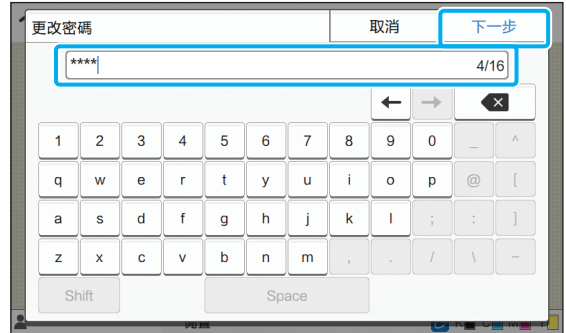 更改密碼 取消 下一步
**** 4/16
← →
1 2 3 4 5 6 7 8 9 0 _ ^
q w e r t y u i o p @ [
a s d f g h j k l ; : ]
z x c v b n m , . / \ -
Shift Space
K C M Y